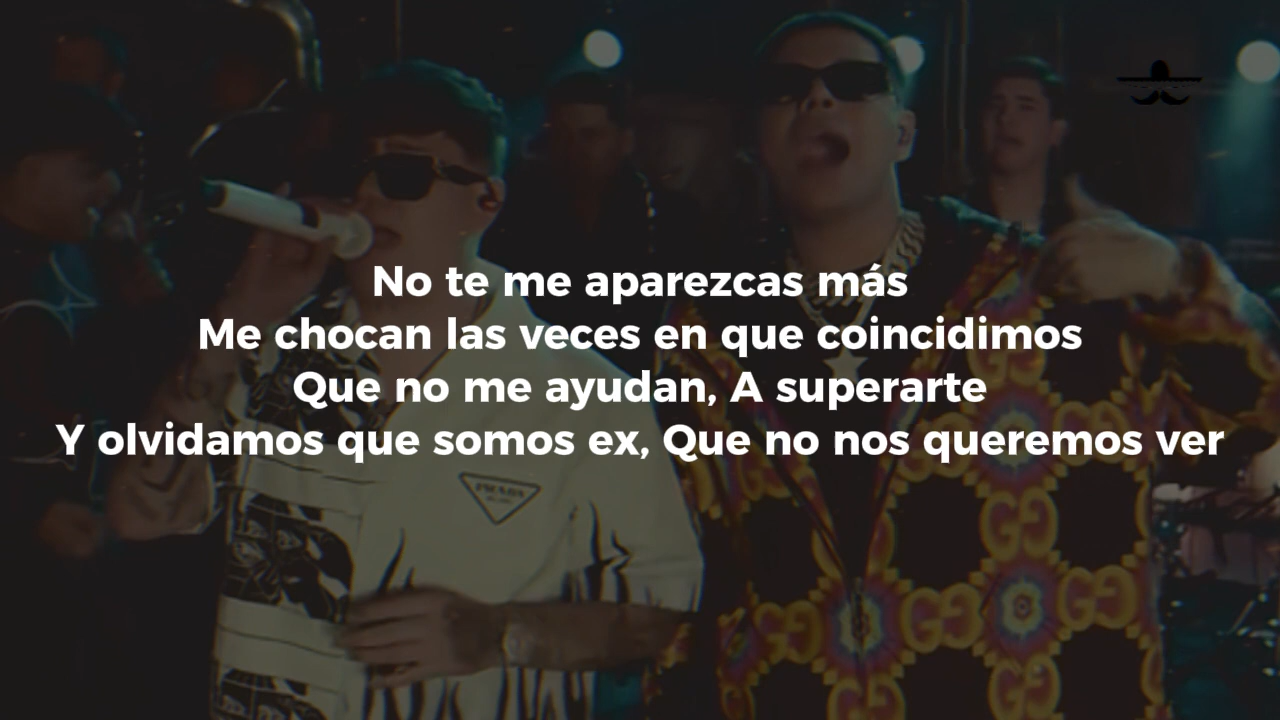 No te me aparezcas más
Me chocan las veces en que coincidimos
Que no me ayudan, A superarte
Y olvidamos que somos ex, Que no nos queremos ver
PRADA